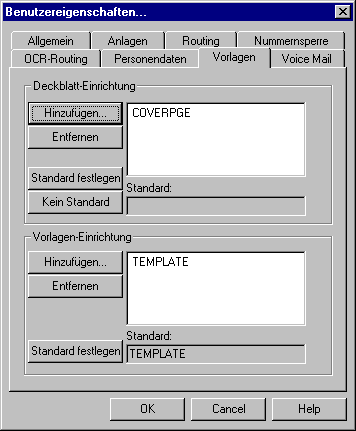 Benutzereigenschaften...
Allgemein Anlagen Routing Nummernsperre
OCR-Routing Personendaten Vorlagen Voice Mail
Deckblatt-Einrichtung
Hinzufügen... COVERPGE
Entfernen
Standard festlegen
Standard:
Kein Standard
Vorlagen-Einrichtung
Hinzufügen... TEMPLATE
Entfernen
Standard:
Standard festlegen TEMPLATE
OK Cancel Help